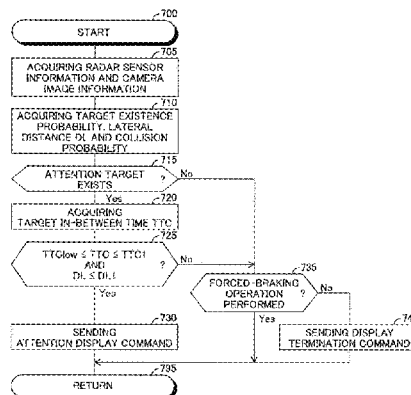 700
START
705
ACQUIRING RADAR SENSOR
INFORMATION AND CAMERA
IMAGE INFORMATION
710
ACQUIRING TARGET EXISTENCE
PROBABILITY, LATERAL
DISTANCE DL AND COLLISION
PROBABILITY
715
ATTENTION TARGET
EXISTS ?
No
Yes
720
ACQUIRING
TARGET IN-BETWEEN TIME TTC
725
TTClow ≤ TTC ≤ TTC1
AND ?
DL ≤ DL1
No
Yes
735
FORCED-BRAKING
OPERATION ?
PERFORMED
No
Yes
730
SENDING
ATTENTION DISPLAY COMMAND
74
SENDING DISPLAY
TERMINATION COMMAND
795
RETURN